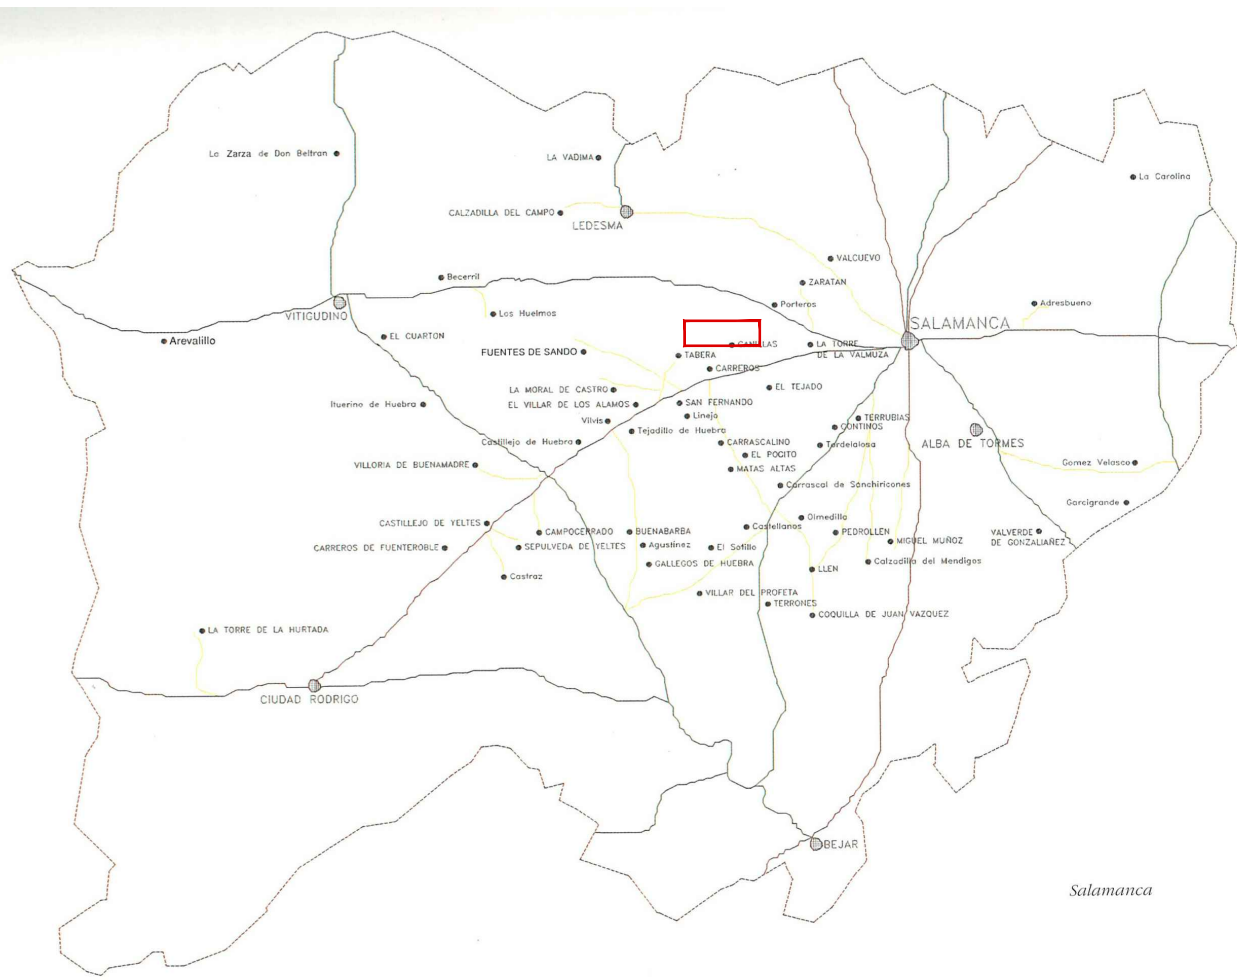 La Zarza de Don Beltran
LA VADIMA
La Carolina
CALZADILLA DEL CAMPO
LEDESMA
VALCUEVO
Becerril
ZARATAN
Porteros
Adresbueno
VITIGUDINO
Los Huelmos
SALAMANCA
EL CUARTON
Arevalillo
CANILLAS
LA TORRE
DE LA VALMUZA
FUENTES DE SANDO
TABERA
CARREROS
LA MORAL DE CASTRO
EL TEJADO
EL VILLAR DE LOS ALAMOS
SAN FERNANDO
Ituerino de Huebra
Linejo
Vilvis
TERRUBIAS
CONTINOS
Tejadillo de Huebra
Castillejo de Huebra
CARRASCALINO
Tordelalosa
ALBA DE TORMES
EL POCITO
VILLORIA DE BUENAMADRE
MATAS ALTAS
Gomez Velasco
Carrascal de Sanchiricones
Garcigrande
Olmedilla
CASTILLEJO DE YELTES
Castellanos
CAMPOCERRADO
BUENABARBA
PEDROLLEN
VALVERDE
DE GONZALIAÑEZ
MIGUEL MUÑOZ
CARREROS DE FUENTEROBLE
SEPULVEDA DE YELTES
Agustinez
El Sotillo
GALLEGOS DE HUEBRA
Calzadilla del Mendigos
LLEN
Castraz
VILLAR DEL PROFETA
TERRONES
COQUILLA DE JUAN VAZQUEZ
LA TORRE DE LA HURTADA
CIUDAD RODRIGO
BEJAR
Salamanca